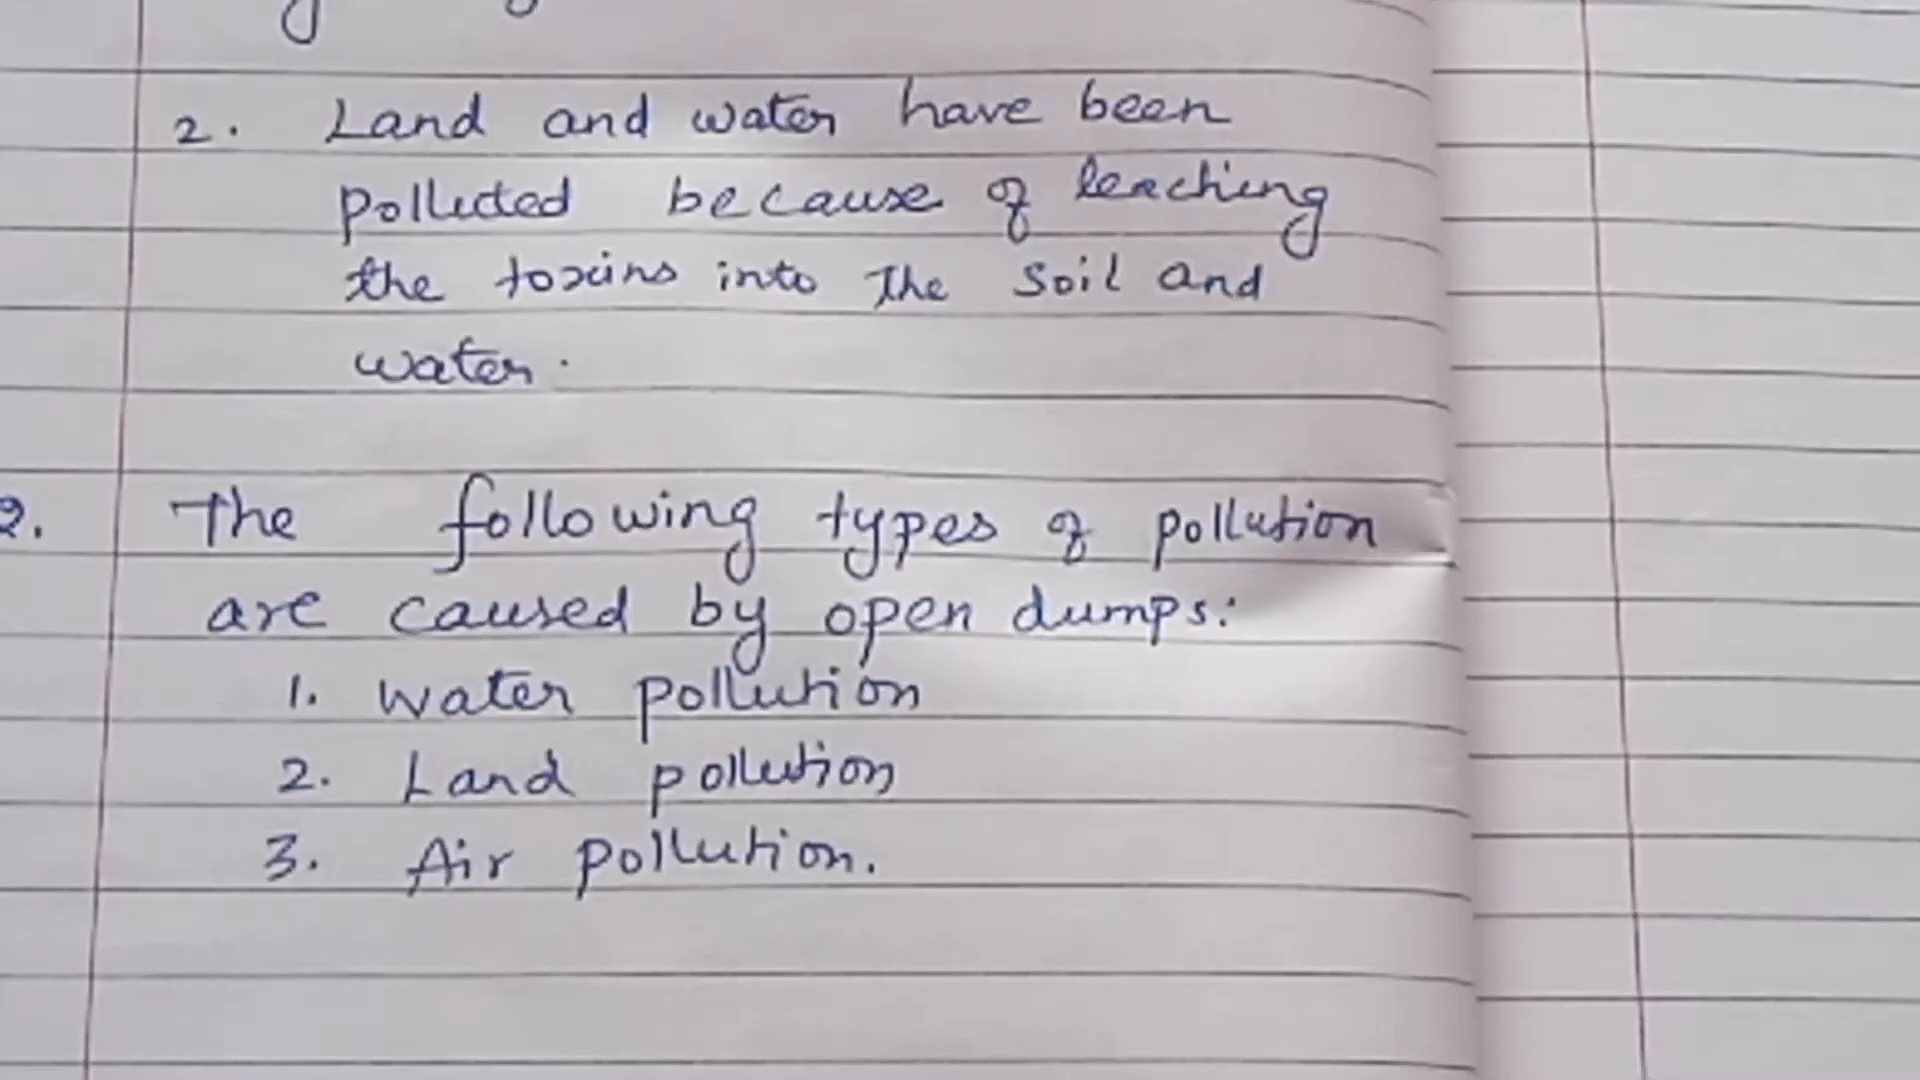 2. Land and water have been
polluted because of leaching
the toxins into the soil and
water.
2. The following types of pollution
are caused by open dumps:
1. Water pollution
2. Land pollution
3. Air pollution.